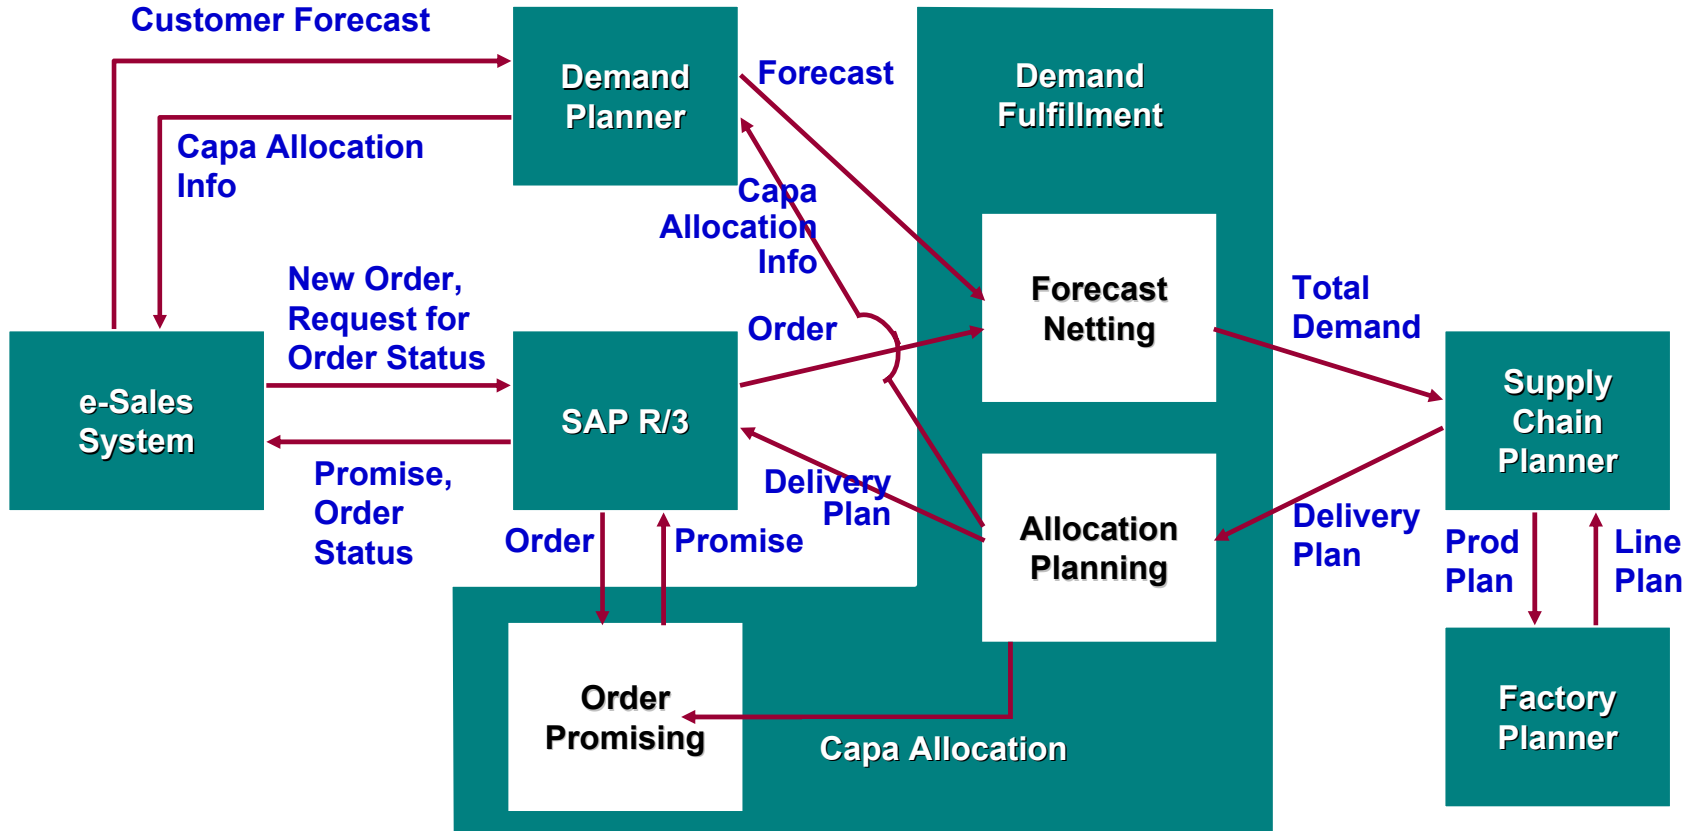 Customer Forecast
Demand
Planner
Forecast
Demand
Fulfillment
Capa Allocation
Info
Capa
Allocation
Info
New Order,
Request for
Order Status
Order
Forecast
Netting
Total
Demand
e-Sales
System
SAP R/3
Supply
Chain
Planner
Promise,
Order
Status
Delivery
Plan
Order
Promise
Allocation
Planning
Delivery
Plan
Prod
Plan
Line
Plan
Order
Promising
Capa Allocation
Factory
Planner